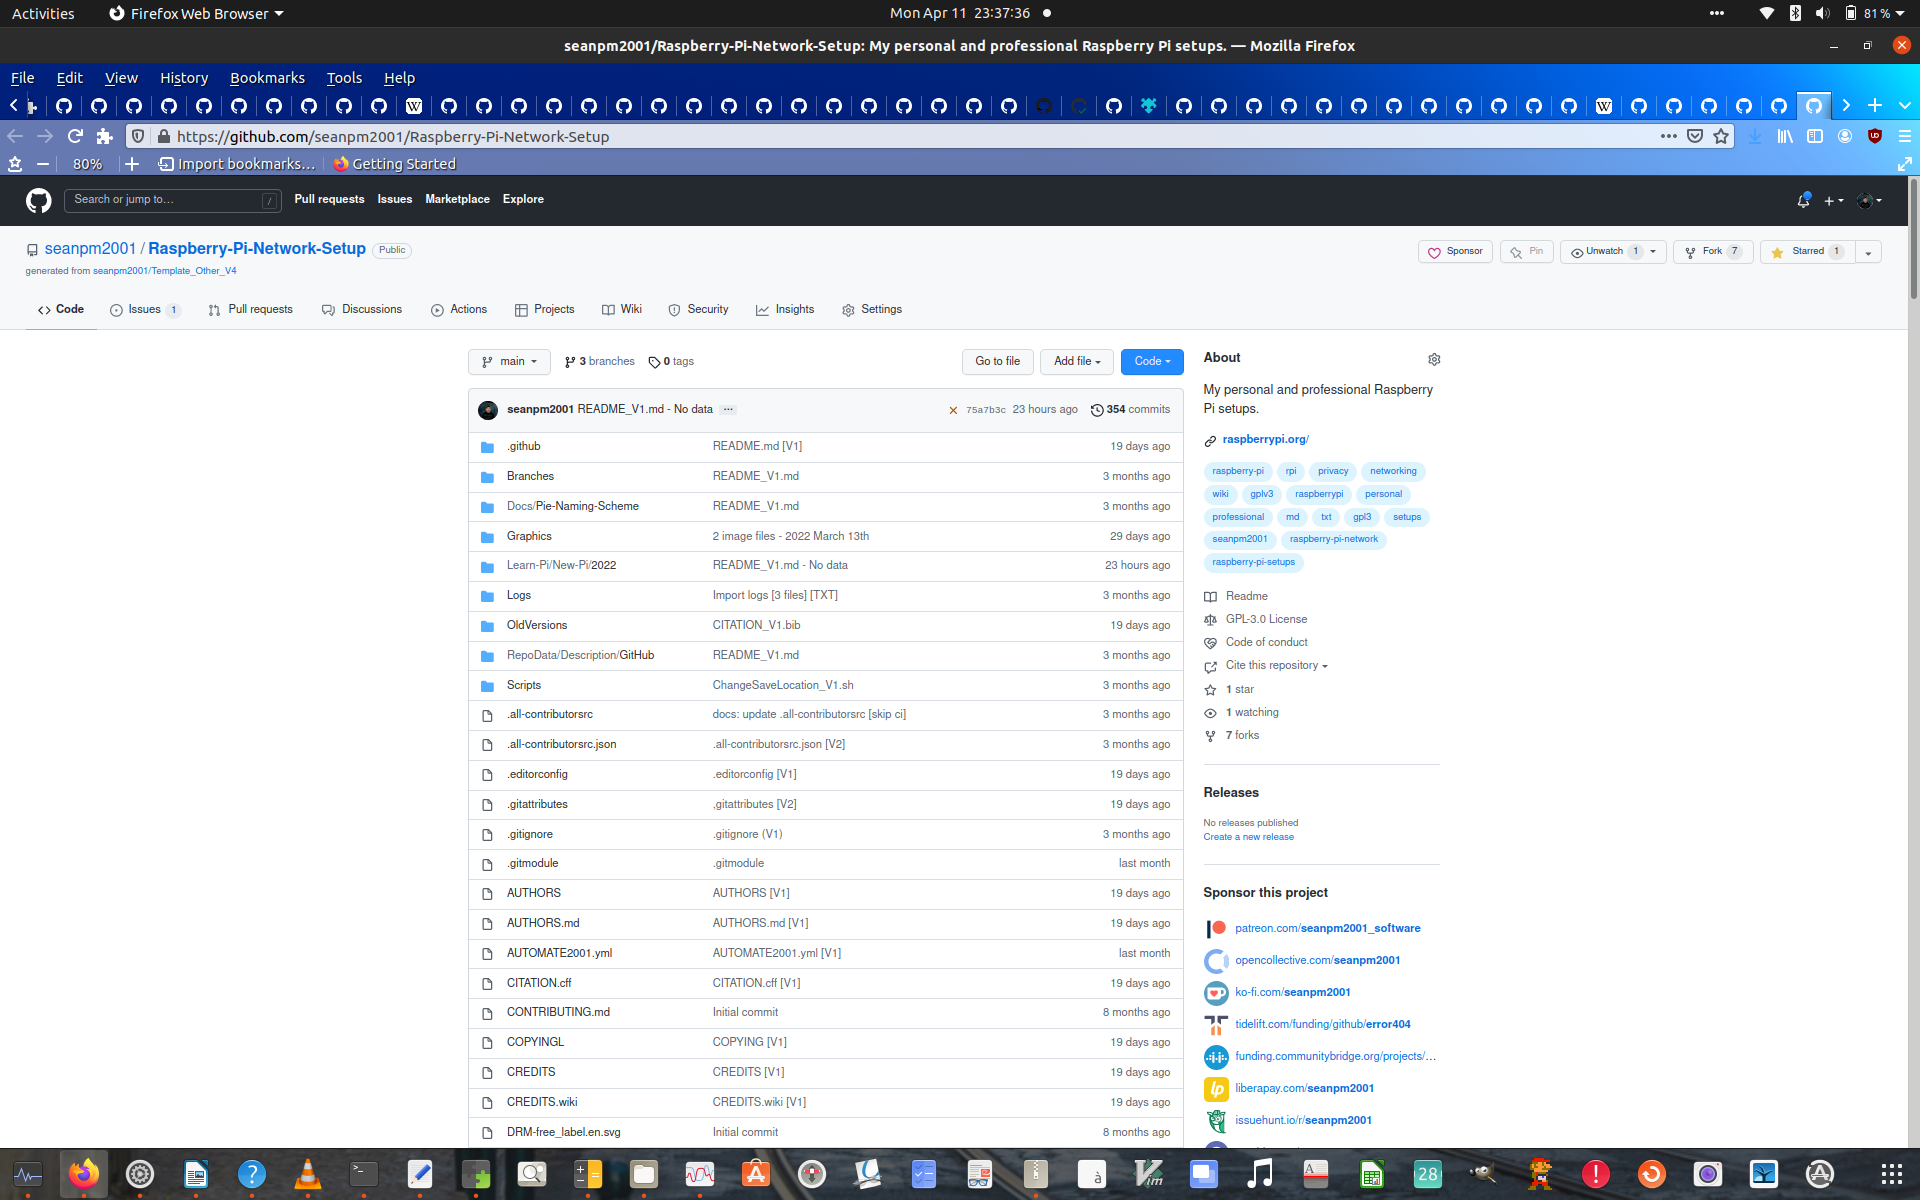 Activities Firefox Web Browser Mon Apr 11 23:37:36 81 %
seanpm2001/Raspberry-Pi-Network-Setup: My personal and professional Raspberry Pi setups. — Mozilla Firefox
File Edit View History Bookmarks Tools Help
https://github.com/seanpm2001/Raspberry-Pi-Network-Setup
80% Import bookmarks... Getting Started
Search or jump to... / Pull requests Issues Marketplace Explore
seanpm2001 / Raspberry-Pi-Network-Setup Public
Sponsor Pin Unwatch 1 Fork 7 Starred 1
generated from seanpm2001/Template_Other_V4
Code Issues 1 Pull requests Discussions Actions Projects Wiki Security Insights Settings
main 3 branches 0 tags Go to file Add file Code
seanpm2001 README_V1.md - No data ... 75a7b3c 23 hours ago 354 commits
.github README.md [V1] 19 days ago
Branches README_V1.md 3 months ago
Docs/Pie-Naming-Scheme README_V1.md 3 months ago
Graphics 2 image files - 2022 March 13th 29 days ago
Learn-Pi/New-Pi/2022 README_V1.md - No data 23 hours ago
Logs Import logs [3 files] [TXT] 3 months ago
OldVersions CITATION_V1.bib 19 days ago
RepoData/Description/GitHub README_V1.md 3 months ago
Scripts ChangeSaveLocation_V1.sh 3 months ago
.all-contributorsrc docs: update .all-contributorsrc [skip ci] 3 months ago
.all-contributorsrc.json .all-contributorsrc.json [V2] 3 months ago
.editorconfig .editorconfig [V1] 19 days ago
.gitattributes ,gitattributes [V2] 19 days ago
.gitignore .gitignore (V1) 3 months ago
.gitmodule .gitmodule last month
AUTHORS AUTHORS [V1] 19 days ago
AUTHORS.md AUTHORS.md [V1] 19 days ago
AUTOMATE2001.yml AUTOMATE2001.yml [V1] last month
CITATION.cff CITATION.cff [V1] 19 days ago
CONTRIBUTING.md Initial commit 8 months ago
COPYINGL COPYING [V1] 19 days ago
CREDITS CREDITS [V1] 19 days ago
CREDITS.wiki CREDITS.wiki [V1] 19 days ago
DRM-free_label.en.svg Initial commit 8 months ago
About
My personal and professional Raspberry
Pi setups.
raspberrypi.org/
raspberry-pi rpi privacy networking
wiki gplv3 raspberrypi personal
professional md txt gpl3 setups
seanpm2001 raspberry-pi-network
raspberry-pi-setups
Readme
GPL-3.0 License
Code of conduct
Cite this repository
1 star
1 watching
7 forks
Releases
No releases published
Create a new release
Sponsor this project
patreon.com/seanpm2001_software
opencollective.com/seanpm2001
ko-fi.com/seanpm2001
tidelift.com/funding/github/error404
funding.communitybridge.org/projects/...
liberapay.com/seanpm2001
issuehunt.io/r/seanpm2001
28